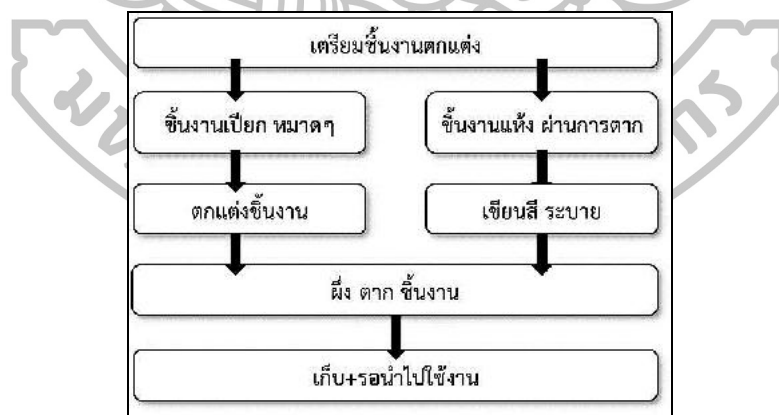 เตรียมชิ้นงานตกแต่ง
ชิ้นงานเปียก หมาดๆ
ชิ้นงานแห้ง ผ่านการตาก
ตกแต่งชิ้นงาน
เขียนสี ระบาย
ผึ่ง ตาก ชิ้นงาน
เก็บ+รอนำไปใช้งาน